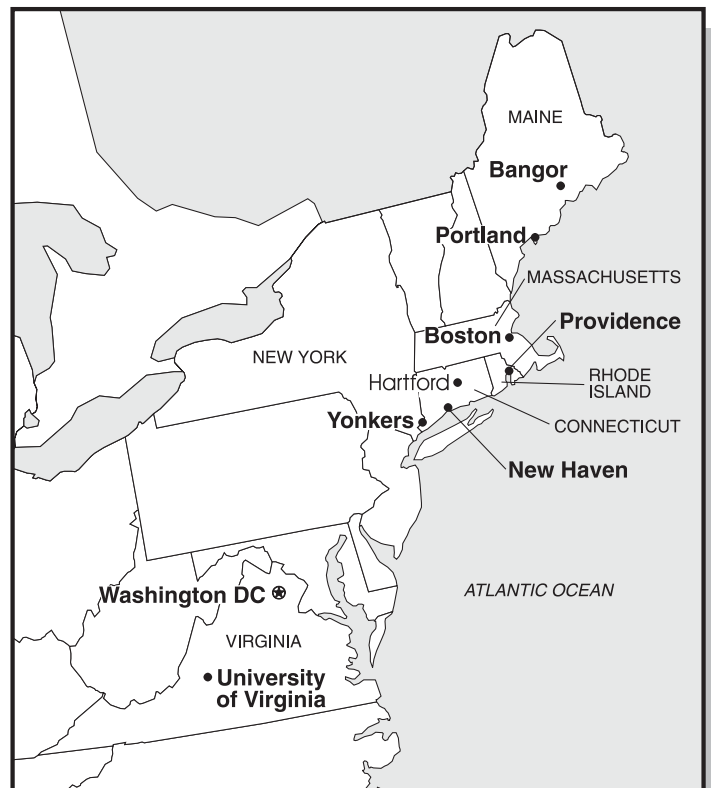 MAINE
Bangor
Portland
MASSACHUSETTS
Providence
Boston
NEW YORK
Hartford
RHODE
ISLAND
Yonkers
CONNECTICUT
New Haven
ATLANTIC OCEAN
Washington DC
VIRGINIA
University
of Virginia